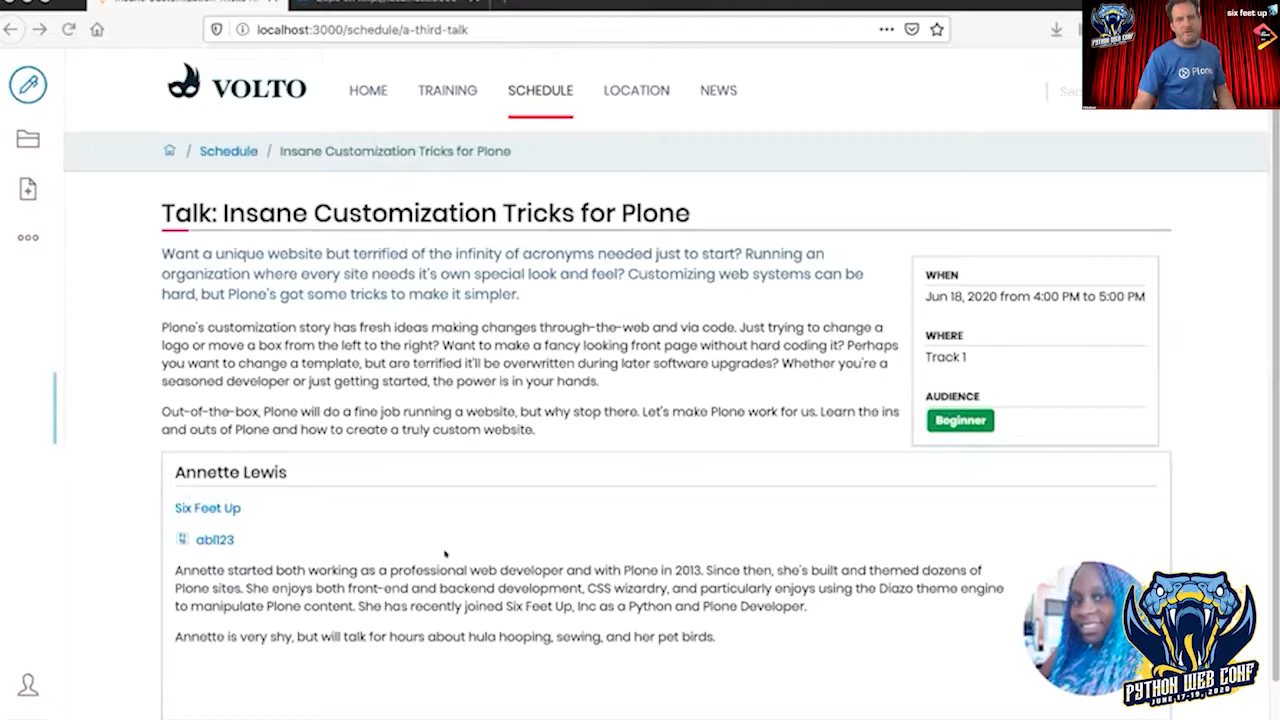 localhost:3000/schedule/a-third-talk
six feet up
Plone
VOLTO
HOME
TRAINING
SCHEDULE
LOCATION
NEWS
/ Schedule / Insane Customization Tricks for Plone
Talk: Insane Customization Tricks for Plone
Want a unique website but terrified of the infinity of acronyms needed just to start? Running an
organization where every site needs it's own special look and feel? Customizing web systems can be
hard, but Plone's got some tricks to make it simpler.
Plone's customization story has fresh ideas making changes through-the-web and via code. Just trying to change a
logo or move a box from the left to the right? Want to make a fancy looking front page without hard coding it? Perhaps
you want to change a template, but are terrified it'll be overwritten during later software upgrades? Whether you're a
seasoned developer or just getting started, the power is in your hands.
Out-of-the-box, Plone will do a fine job running a website, but why stop there. Let's make Plone work for us. Learn the ins
and outs of Plone and how to create a truly custom website.
WHEN
Jun 18, 2020 from 4:00 PM to 5:00 PM
WHERE
Track 1
AUDIENCE
Beginner
Annette Lewis
Six Feet Up
abl123
Annette started both working as a professional web developer and with Plone in 2013. Since then, she's built and themed dozens of
Plone sites. She enjoys both front-end and backend development, CSS wizardry, and particularly enjoys using the Diazo theme engine
to manipulate Plone content. She has recently joined Six Feet Up, Inc as a Python and Plone Developer.
Annette is very shy, but will talk for hours about hula hooping, sewing, and her pet birds.
PYTHON WEB CONF
JUNE 17-19, 2020